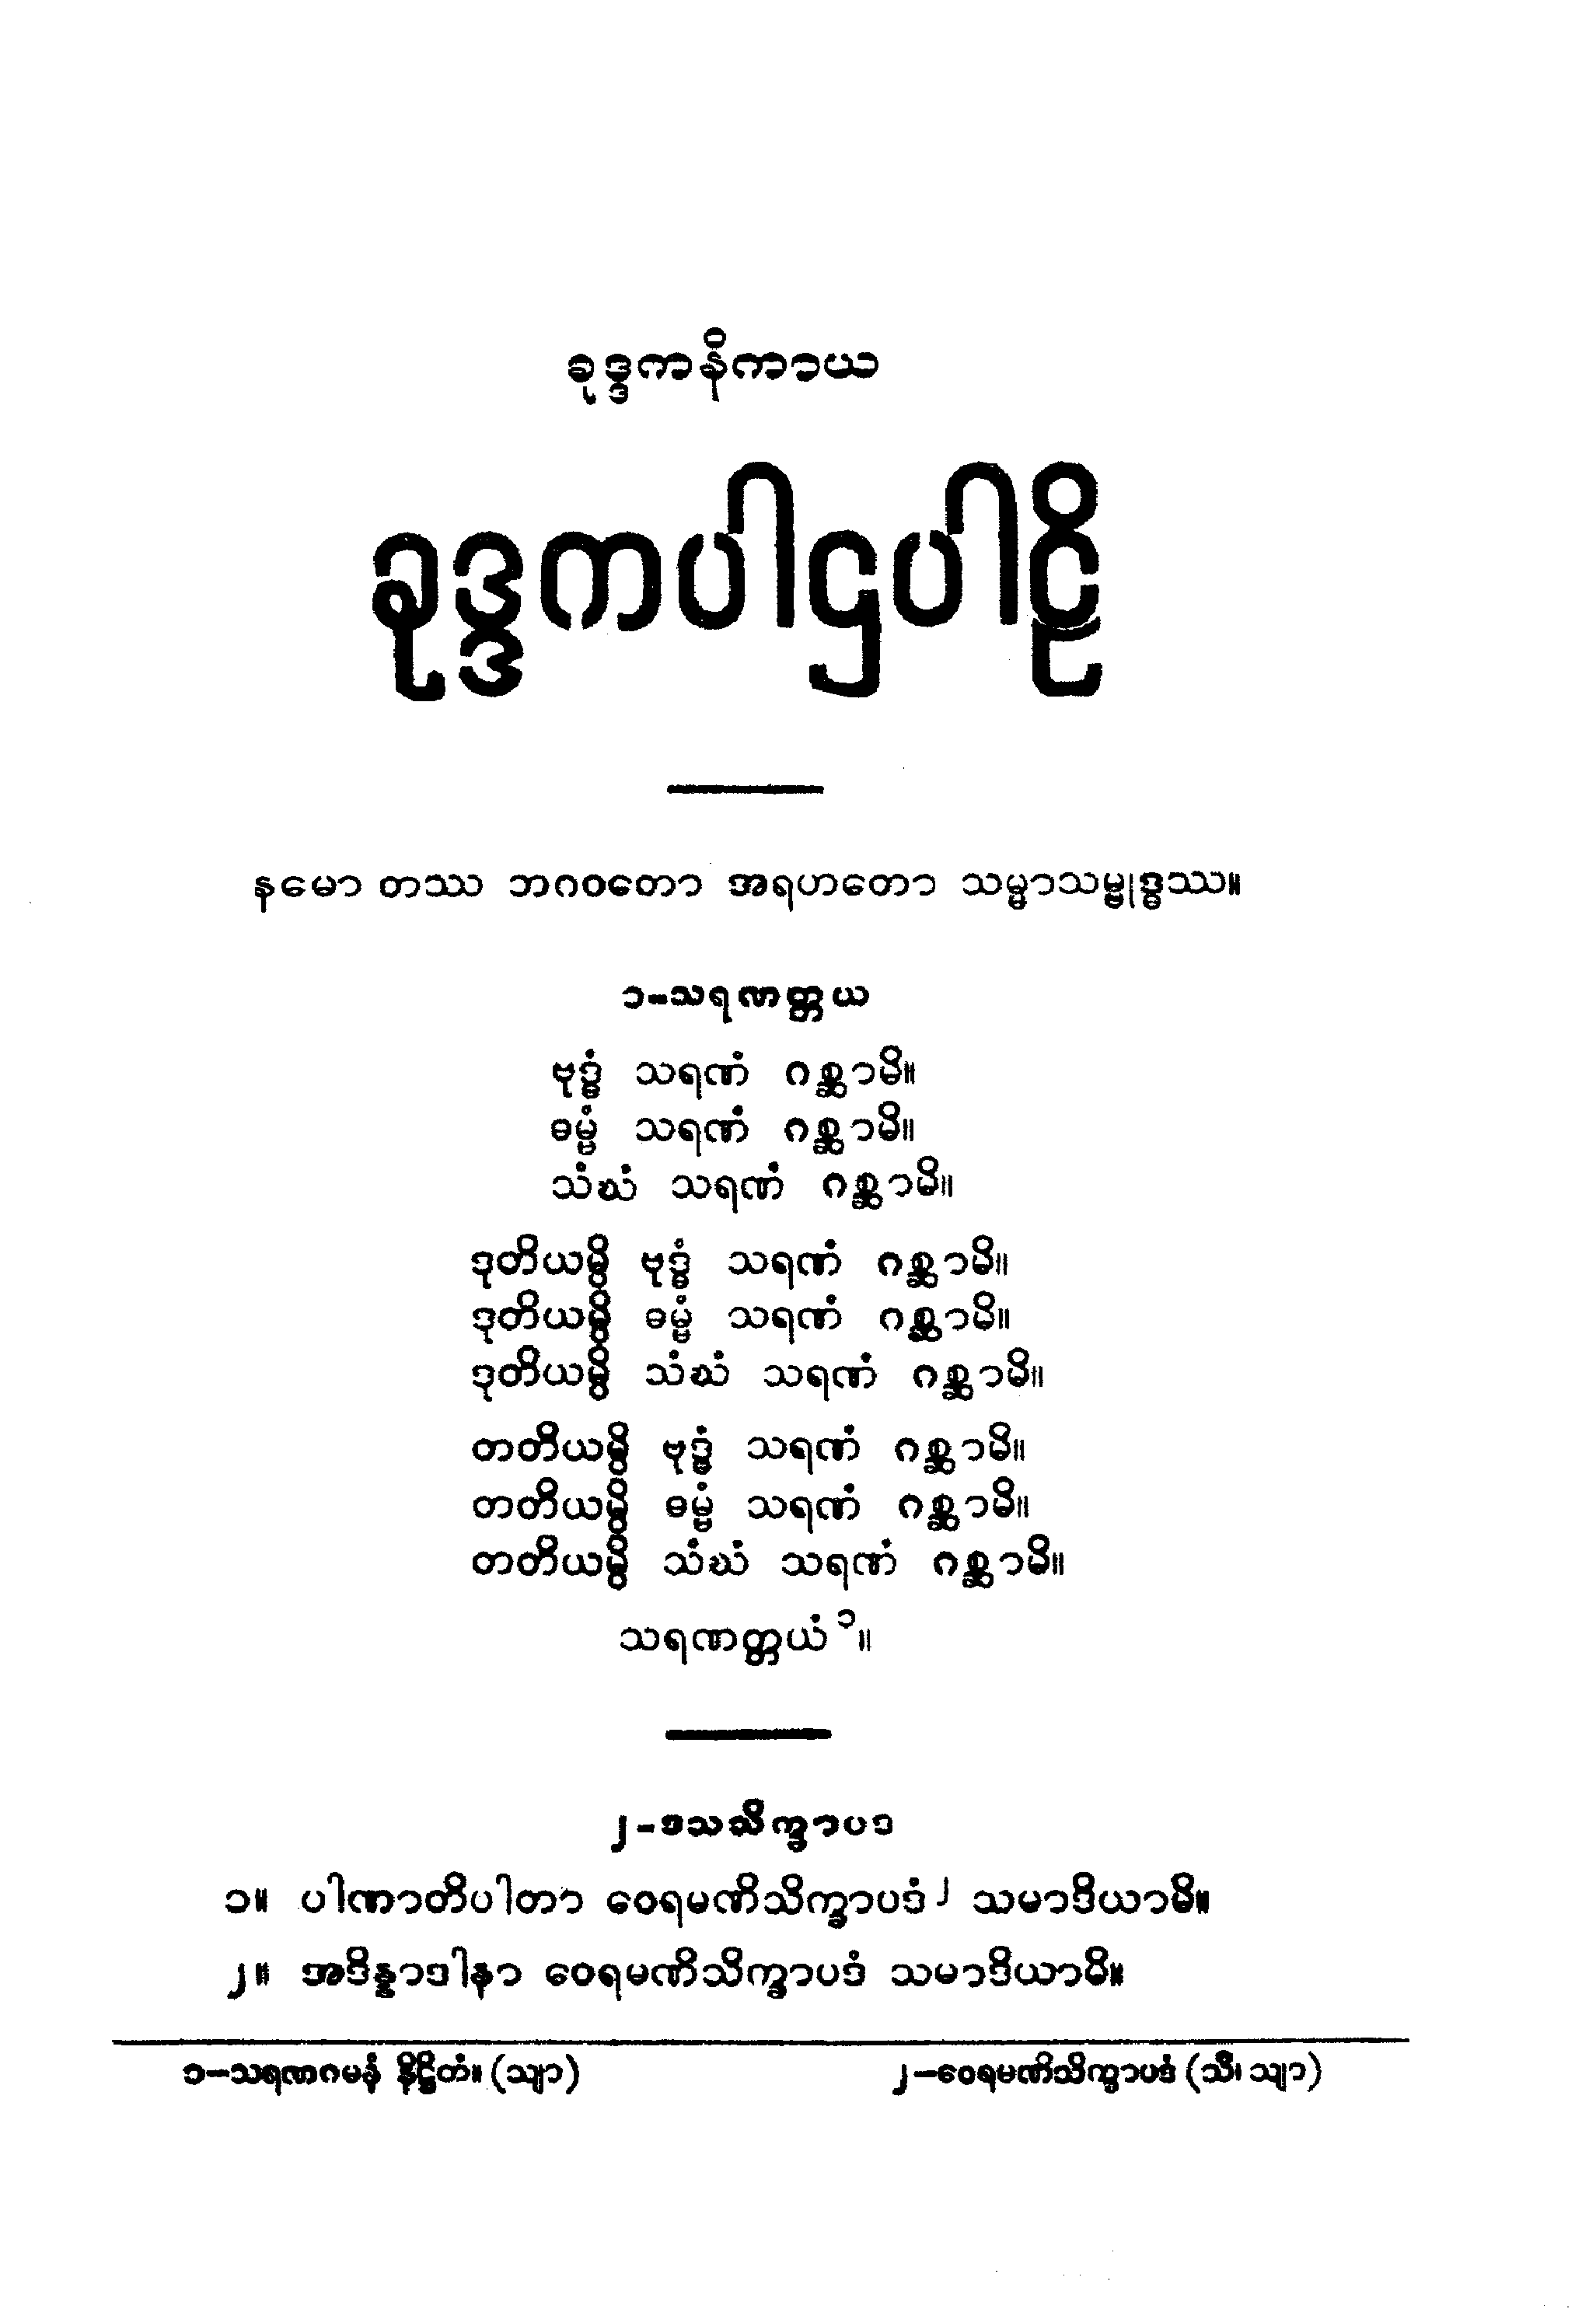 ခုဒ္ဒကနိကာယ
ခုဒ္ဒကပါဌပါဠိ
နမော တဿ ဘဂဝတော အရဟတော သမ္မာသမ္ဗုဒ္ဓဿ။
၁-သရဏတ္တယ
ဗုဒ္ဓံ သရဏံ ဂစ္ဆာမိ။
ဓမ္မံ သရဏံ ဂစ္ဆာမိ။
သံဃံ သရဏံ ဂစ္ဆာမိ။
ဒုတိယမ္ပိ ဗုဒ္ဓံ သရဏံ ဂစ္ဆာမိ။
ဒုတိယမ္ပိ ဓမ္မံ သရဏံ ဂစ္ဆာမိ။
ဒုတိယမ္ပိ သံဃံ သရဏံ ဂစ္ဆာမိ။
တတိယမ္ပိ ဗုဒ္ဓံ သရဏံ ဂစ္ဆာမိ။
တတိယမ္ပိ ဓမ္မံ သရဏံ ဂစ္ဆာမိ။
တတိယမ္ပိ သံဃံ သရဏံ ဂစ္ဆာမိ။
သရဏတ္တယံ ၁။
၂-ဒသသိက္ခာပဒ
၁။ ပါဏာတိပါတာ ဝေရမဏိသိက္ခာပဒံ၂ သမာဒိယာမိ။
၂။ အဒိန္နာဒါနာ ဝေရမဏိသိက္ခာပဒံ သမာဒိယာမိ။
၁-သရဏဂမနံ နိဋ္ဌိတံ။ (သျာ) ၂-ဝေရမဏိသိက္ခာပဒံ (သီ၊ သျာ)